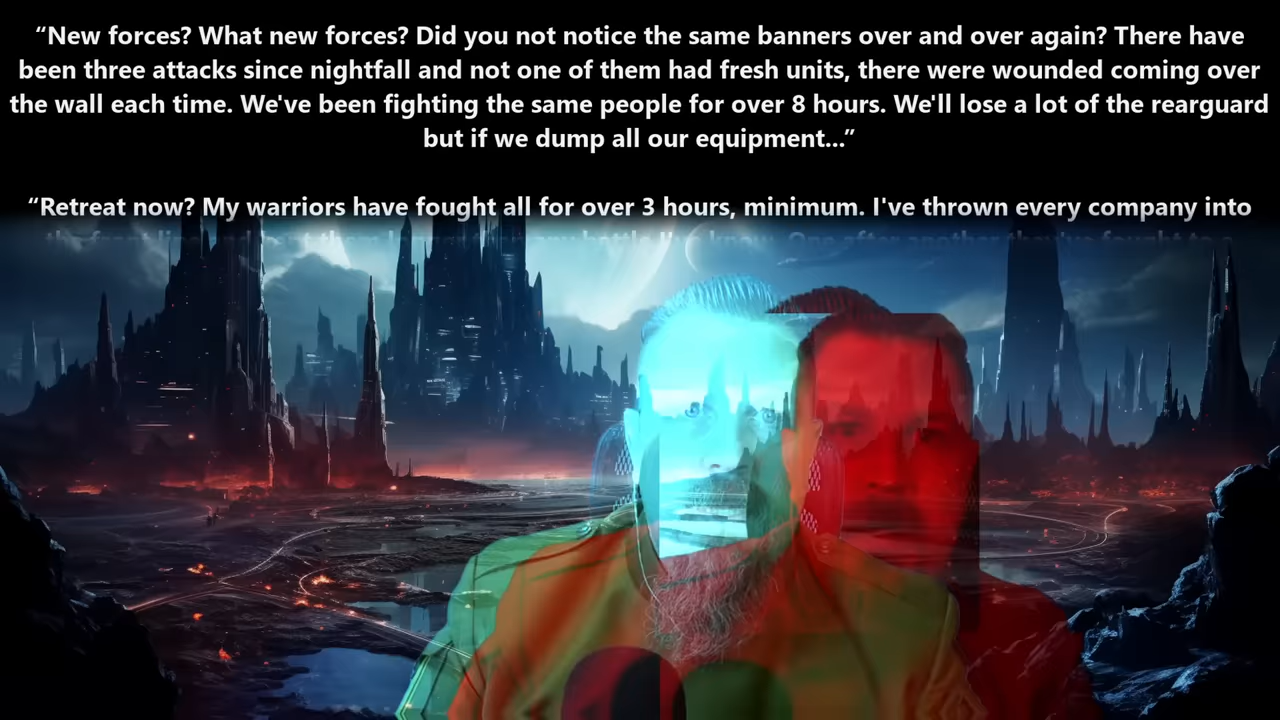 “New forces? What new forces? Did you not notice the same banners over and over again? There have
been three attacks since nightfall and not one of them had fresh units, there were wounded coming over
the wall each time. We've been fighting the same people for over 8 hours. We'll lose a lot of the rearguard
but if we dump all our equipment...”
“Retreat now? My warriors have fought all for over 3 hours, minimum. I've thrown every company into